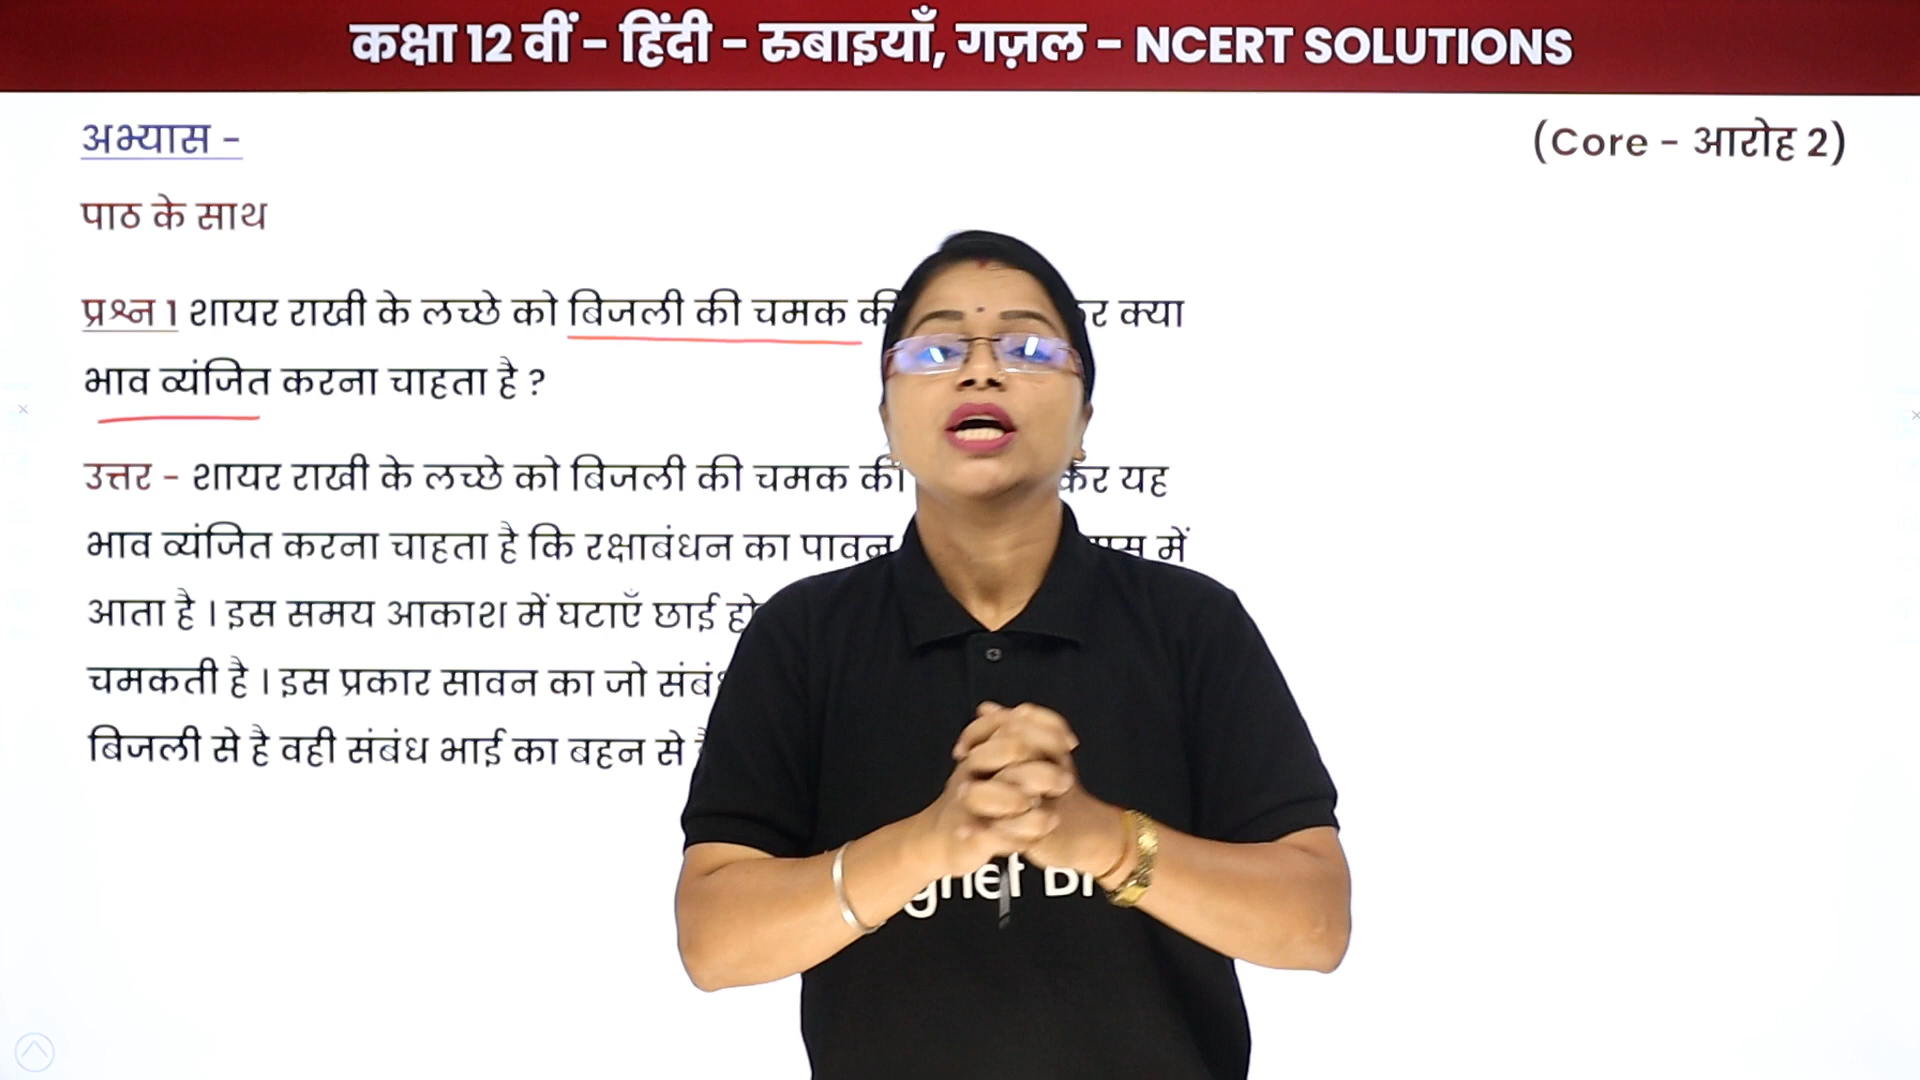 कक्षा 12 वीं - हिंदी - रुबाइयाँ, गज़ल - NCERT SOLUTIONS
अभ्यास -
(Core - आरोह 2)
पाठ के साथ
प्रश्न 1 शायर राखी के लच्छे को बिजली की चमक की क्या
भाव व्यंजित करना चाहता है ?
उत्तर - शायर राखी के लच्छे को बिजली की चमक की यह
भाव व्यंजित करना चाहता है कि रक्षाबंधन का पावन में
आता है । इस समय आकाश में घटाएँ छाई
चमकती है । इस प्रकार सावन का जो
बिजली से है वही संबंध भाई का बहन से